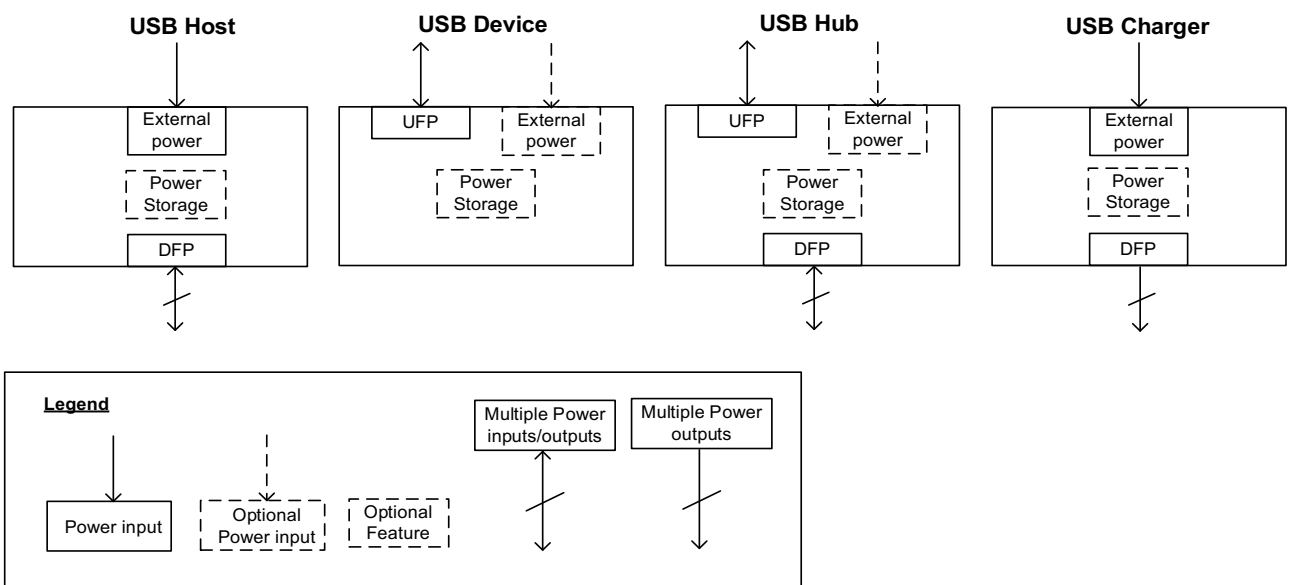 USB Host
USB Device
USB Hub
USB Charger
External
power
Power
Storage
DFP
UFP
External
power
Power
Storage
UFP
External
power
Power
Storage
DFP
External
power
Power
Storage
DFP
Legend
Power input
Optional
Power input
Optional
Feature
Multiple Power
inputs/outputs
Multiple Power
outputs